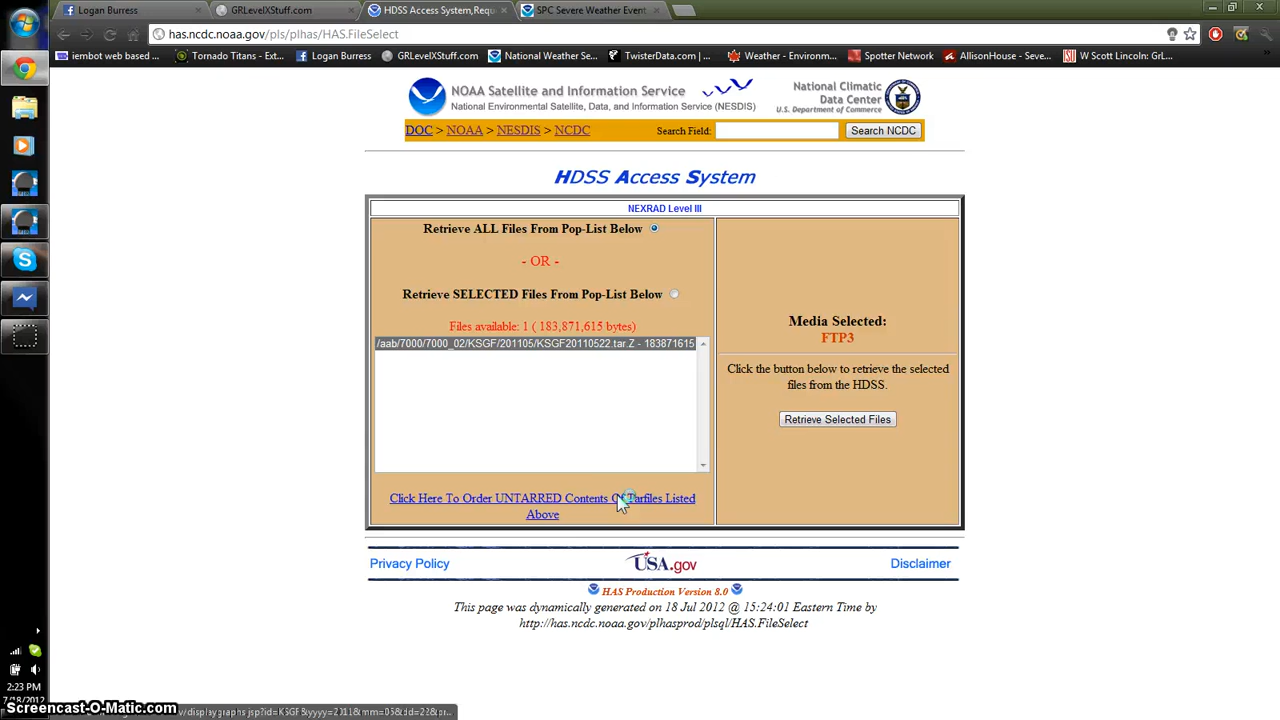 Logan Burress
GRLevelXStuff.com
HDSS Access System,Requ
SPC Severe Weather Event
has.ncdc.noaa.gov/pls/plhas/HAS.FileSelect
iembot web based ...
Tornado Titans - Ext...
Logan Burress
GRLevelXStuff.com
National Weather Se...
TwisterData.com | ...
Weather - Environm...
Spotter Network
AllisonHouse - Seve...
W Scott Lincoln: GrL...
NOAA Satellite and Information Service
National Environmental Satellite, Data, and Information Service (NESDIS)
National Climatic
Data Center
U.S. Department of Commerce
DOC > NOAA > NESDIS > NCDC
Search Field:
Search NCDC
HDSS Access System
NEXRAD Level III
Retrieve ALL Files From Pop-List Below
- OR -
Retrieve SELECTED Files From Pop-List Below
Files available: 1 ( 183,871,615 bytes)
/aab/7000/7000_02/KSGF/201105/KSGF20110522.tar.Z - 183871615
Click Here To Order UNTARRED Contents Of Tarfiles Listed
Above
Media Selected:
FTP3
Click the button below to retrieve the selected
files from the HDSS.
Retrieve Selected Files
Privacy Policy
USA.gov
Disclaimer
HAS Production Version 8.0
This page was dynamically generated on 18 Jul 2012 @ 15:24:01 Eastern Time by
http://has.ncdc.noaa.gov/plhasprod/plsql/HAS.FileSelect
2:23 PM
7/18/2012
Screencast-O-Matic.com